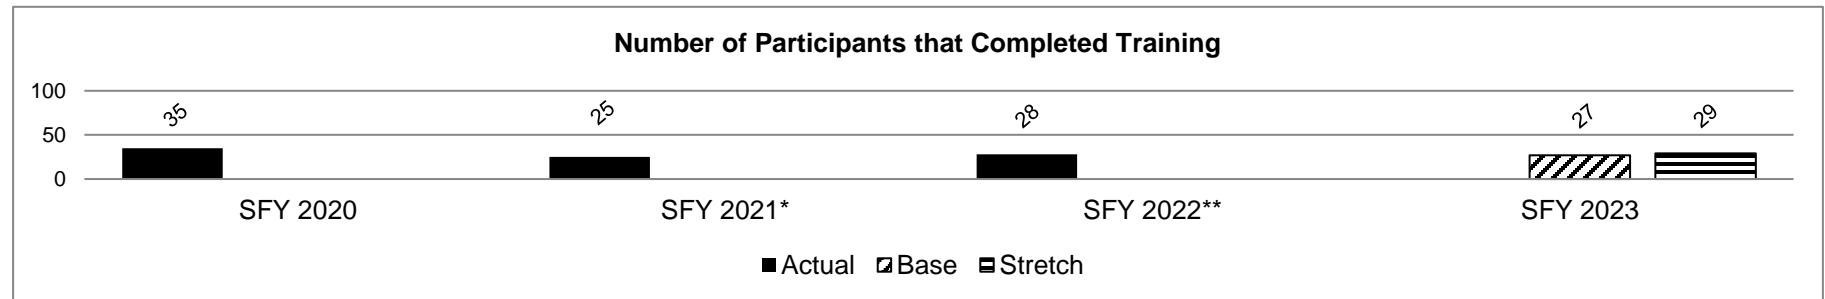 Number of Participants that Completed Training
100
50
0
35
25
28
27
29
SFY 2020
SFY 2021*
SFY 2022**
SFY 2023
Actual
Base
Stretch